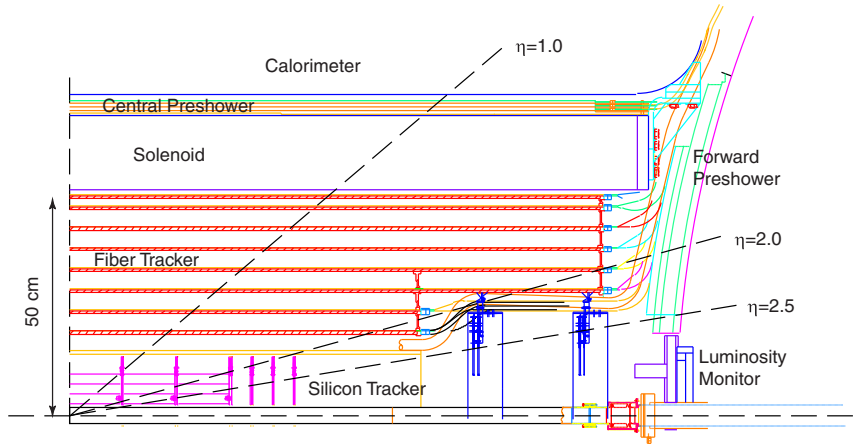 η=1.0
Calorimeter
Central Preshower
Solenoid
Forward
Preshower
η=2.0
Fiber Tracker
50 cm
η=2.5
Luminosity
Monitor
Silicon Tracker